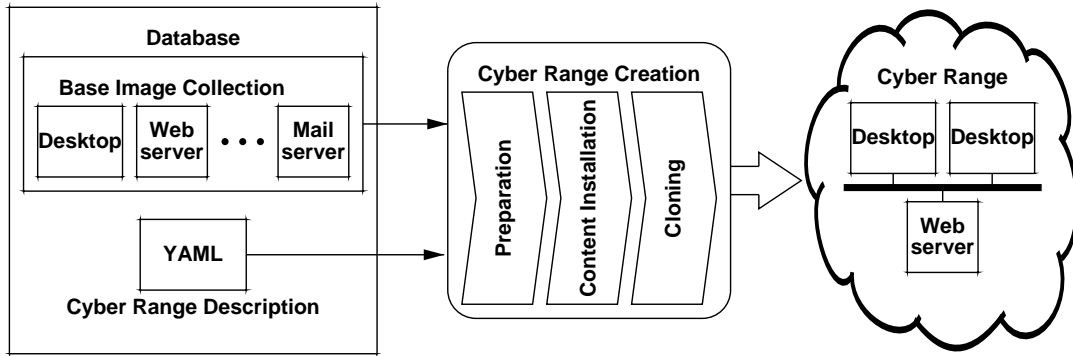 Database
Base Image Collection
Desktop
Web
server
• • •
Mail
server
YAML
Cyber Range Description
Cyber Range Creation
Preparation
Content Installation
Cloning
Cyber Range
Desktop
Desktop
Web
server